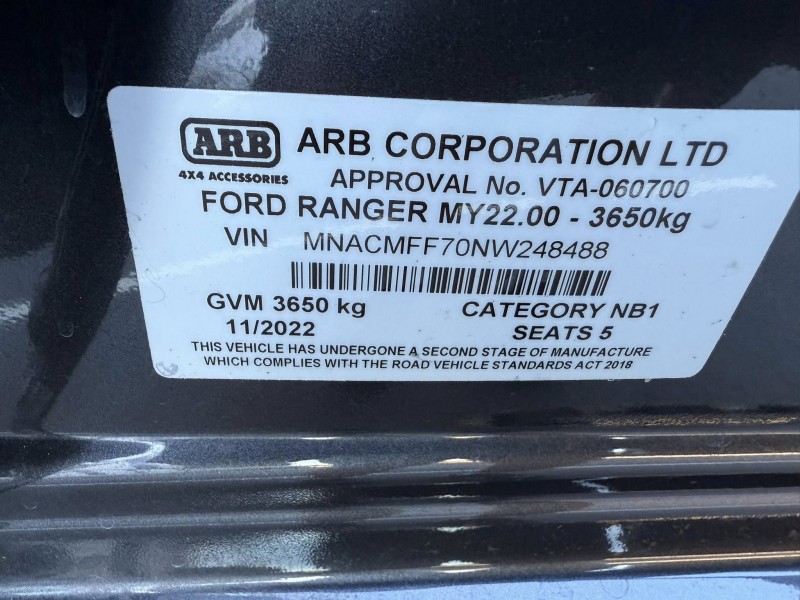 ARB ARB CORPORATION LTD
4X4 ACCESSORIES
APPROVAL No. VTA-060700
FORD RANGER MY22.00 - 3650kg
VIN MNACMFF70NW248488
GVM 3650 kg CATEGORY NB1
11/2022 SEATS 5
THIS VEHICLE HAS UNDERGONE A SECOND STAGE OF MANUFACTURE
WHICH COMPLIES WITH THE ROAD VEHICLE STANDARDS ACT 2018